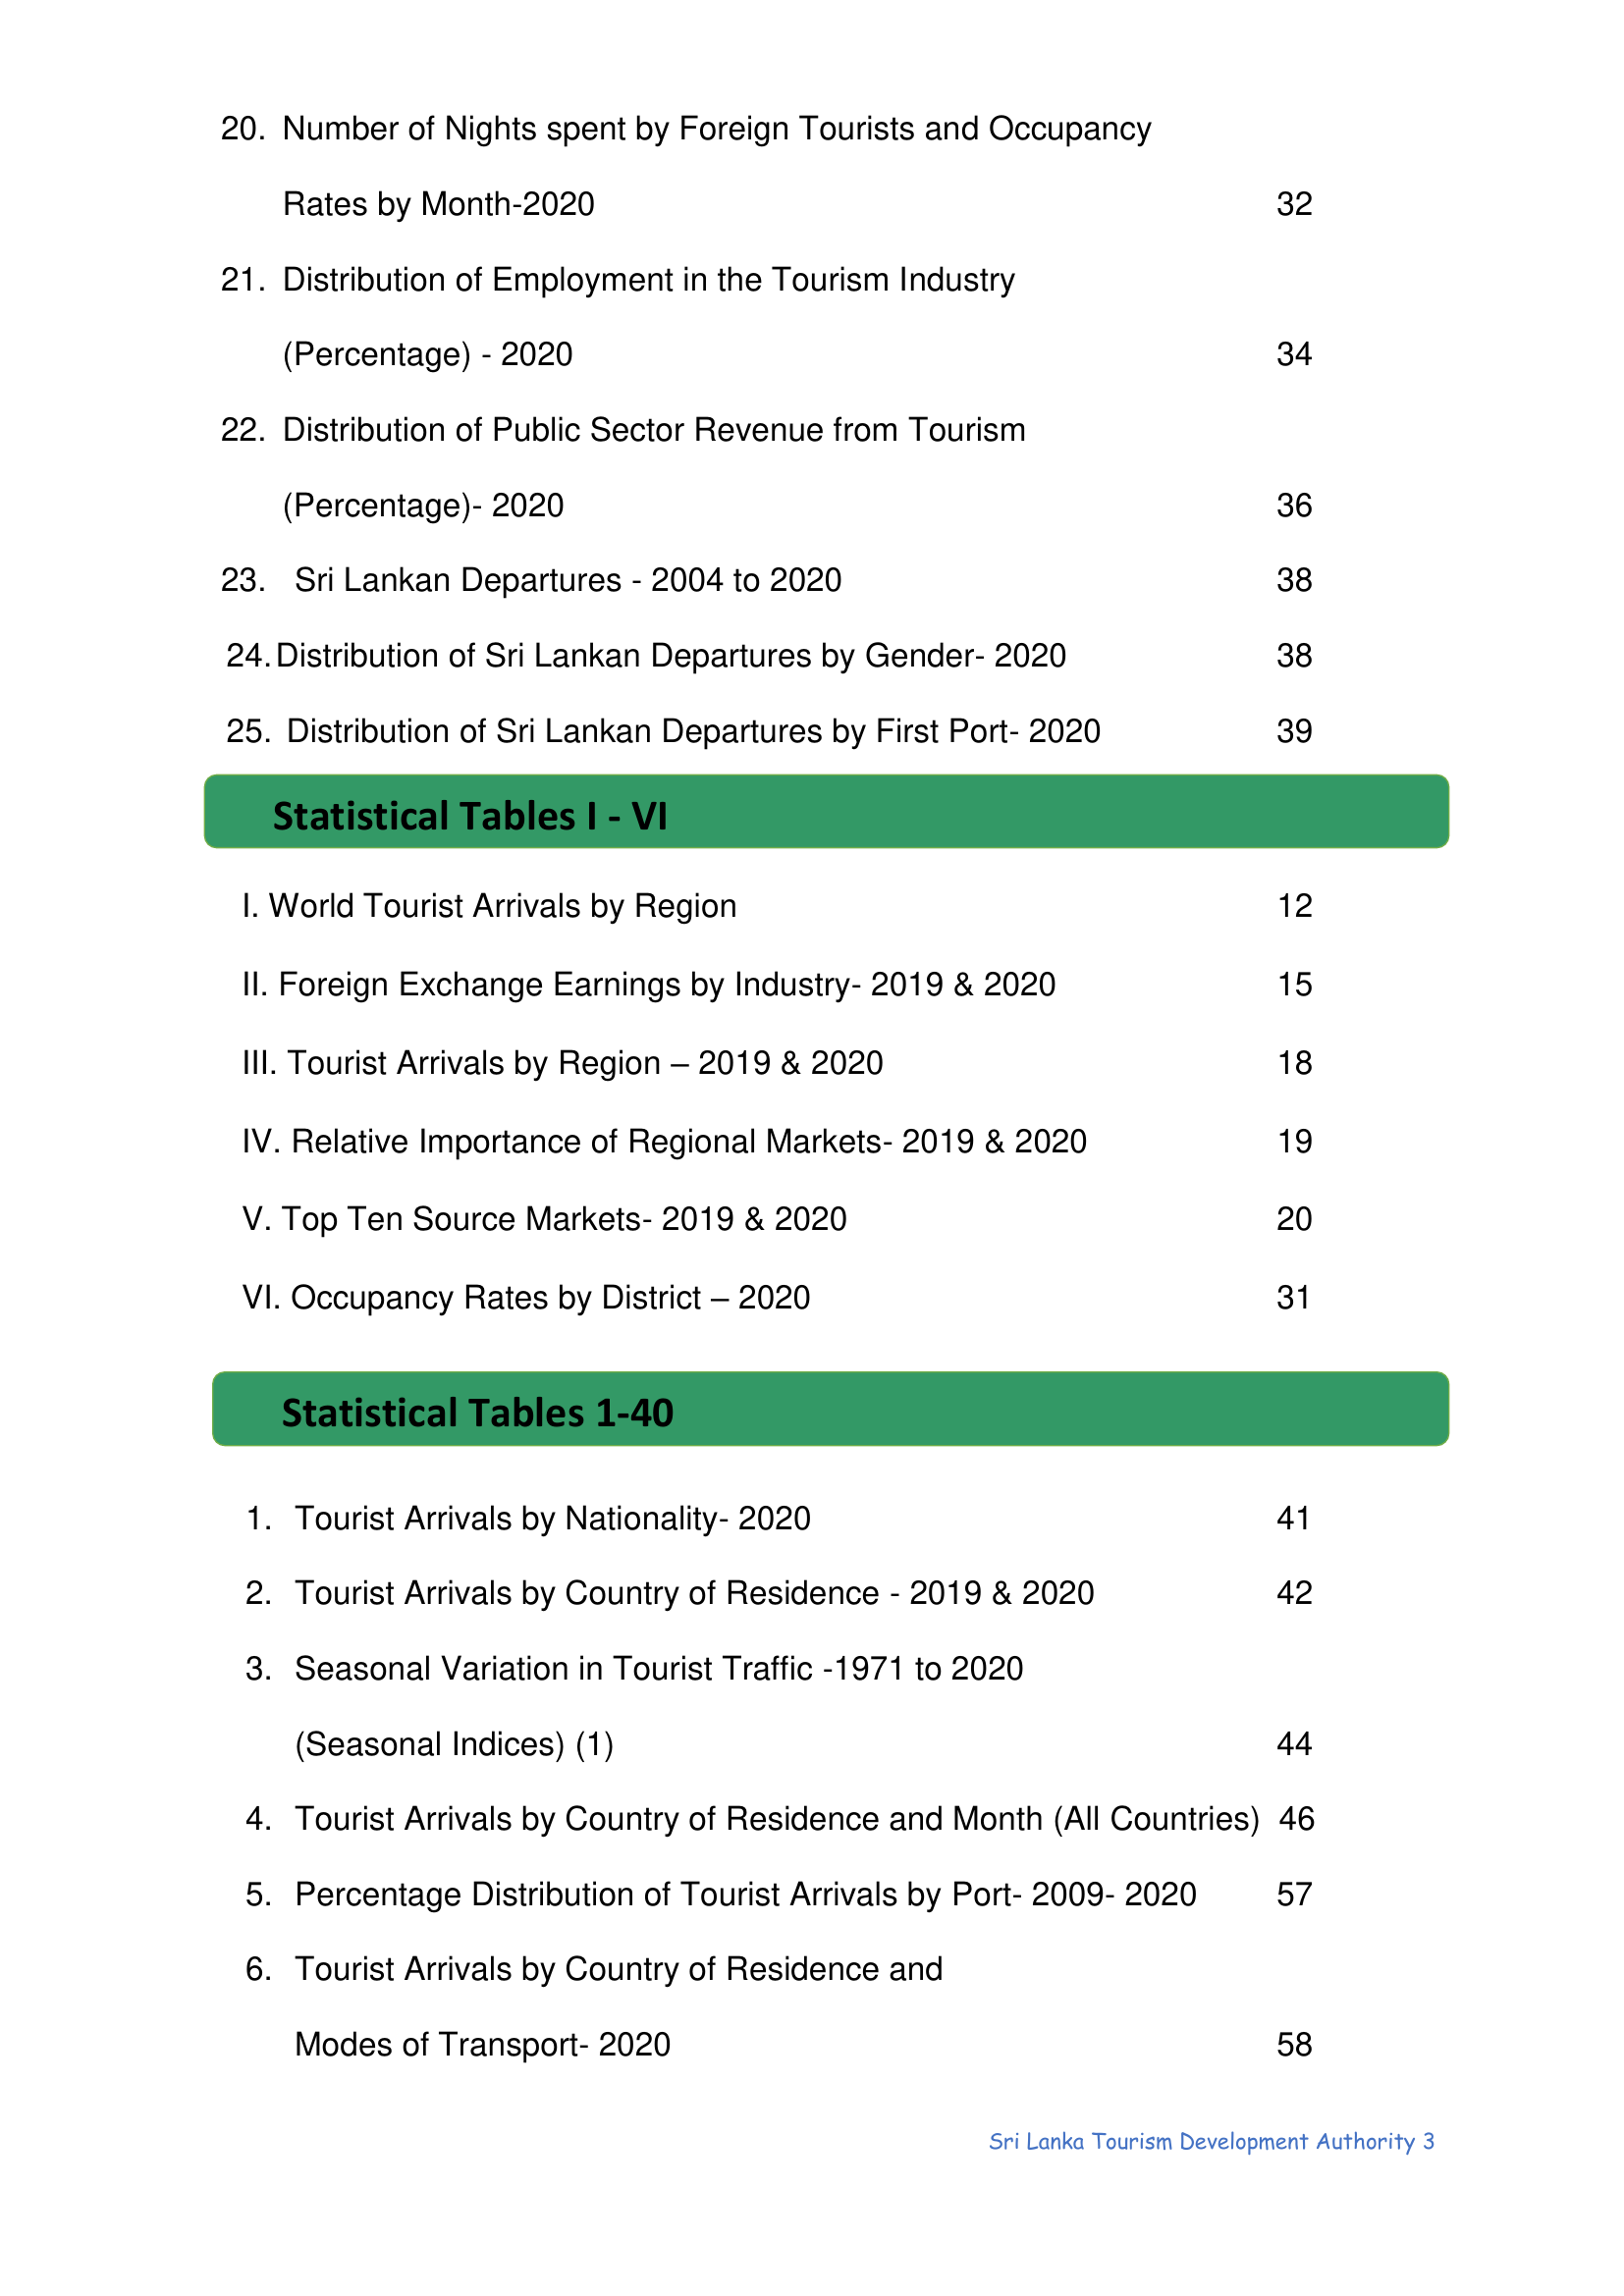 20. Number of Nights spent by Foreign Tourists and Occupancy
Rates by Month-2020 32
21. Distribution of Employment in the Tourism Industry
(Percentage) - 2020 34
22. Distribution of Public Sector Revenue from Tourism
(Percentage)- 2020 36
23. Sri Lankan Departures - 2004 to 2020 38
24. Distribution of Sri Lankan Departures by Gender- 2020 38
25. Distribution of Sri Lankan Departures by First Port- 2020 39
Statistical Tables I - VI
I. World Tourist Arrivals by Region 12
II. Foreign Exchange Earnings by Industry- 2019 & 2020 15
III. Tourist Arrivals by Region – 2019 & 2020 18
IV. Relative Importance of Regional Markets- 2019 & 2020 19
V. Top Ten Source Markets- 2019 & 2020 20
VI. Occupancy Rates by District – 2020 31
Statistical Tables 1-40
1. Tourist Arrivals by Nationality- 2020 41
2. Tourist Arrivals by Country of Residence - 2019 & 2020 42
3. Seasonal Variation in Tourist Traffic -1971 to 2020
(Seasonal Indices) (1) 44
4. Tourist Arrivals by Country of Residence and Month (All Countries) 46
5. Percentage Distribution of Tourist Arrivals by Port- 2009- 2020 57
6. Tourist Arrivals by Country of Residence and
Modes of Transport- 2020 58
Sri Lanka Tourism Development Authority 3